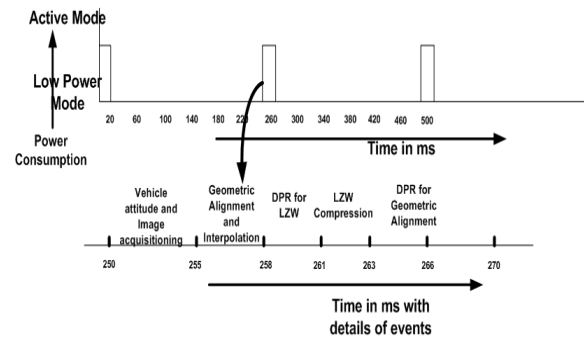 Active Mode
Low Power
Mode
Power
Consumption
20 60 100 140 180 220 260 300 340 380 420 460 500
Time in ms
Vehicle
attitude and
Image
acquisitioning
Geometric
Alignment
and
Interpolation
DPR for
LZW
LZW
Compression
DPR for
Geometric
Alignment
250 255 258 261 263 266 270
Time in ms with
details of events